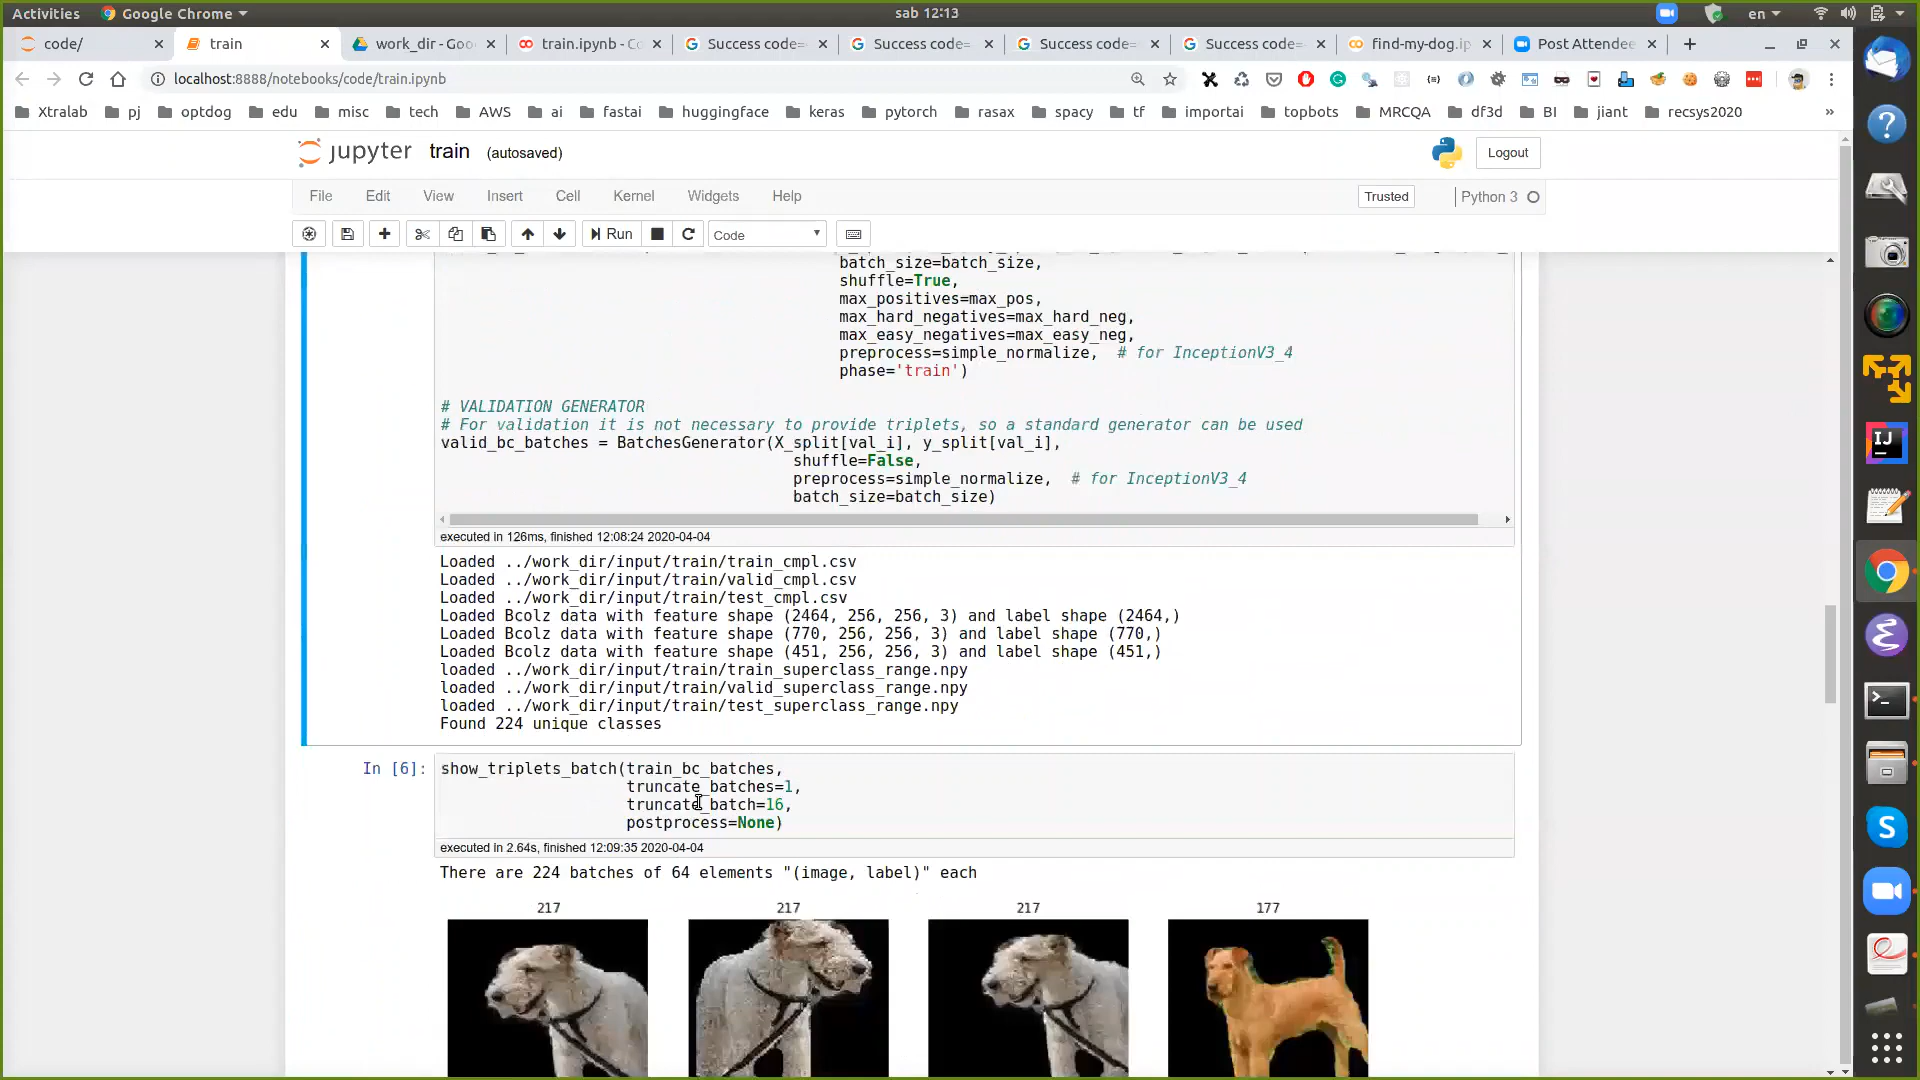 Activities Google Chrome sab 12:13 en
code/ train work_dir - Goo train.ipynb - C Success code= Success code= Success code= Success code= find-my-dog.ip Post Attendee
localhost:8888/notebooks/code/train.ipynb
Xtralab pj optdog edu misc tech AWS ai fastai huggingface keras pytorch rasax spacy tf importai topbots MRCQA df3d BI jiant recsys2020 »
jupyter train (autosaved) Logout
File Edit View Insert Cell Kernel Widgets Help Trusted Python 3
Run Code
batch_size=batch_size,
shuffle=True,
max_positives=max_pos,
max_hard_negatives=max_hard_neg,
max_easy_negatives=max_easy_neg,
preprocess=simple_normalize, # for InceptionV3_4
phase='train')
# VALIDATION GENERATOR
# For validation it is not necessary to provide triplets, so a standard generator can be used
valid_bc_batches = BatchesGenerator(X_split[val_i], y_split[val_i],
shuffle=False,
preprocess=simple_normalize, # for InceptionV3_4
batch_size=batch_size)
executed in 126ms, finished 12:08:24 2020-04-04
Loaded ../work_dir/input/train/train_cmpl.csv
Loaded ../work_dir/input/train/valid_cmpl.csv
Loaded ../work_dir/input/train/test_cmpl.csv
Loaded Bcolz data with feature shape (2464, 256, 256, 3) and label shape (2464,)
Loaded Bcolz data with feature shape (770, 256, 256, 3) and label shape (770,)
Loaded Bcolz data with feature shape (451, 256, 256, 3) and label shape (451,)
loaded ../work_dir/input/train/train_superclass_range.npy
loaded ../work_dir/input/train/valid_superclass_range.npy
loaded ../work_dir/input/train/test_superclass_range.npy
Found 224 unique classes
In [6]: show_triplets_batch(train_bc_batches,
truncate_batches=1,
truncate_batch=16,
postprocess=None)
executed in 2.64s, finished 12:09:35 2020-04-04
There are 224 batches of 64 elements "(image, label)" each
217 217 217 177